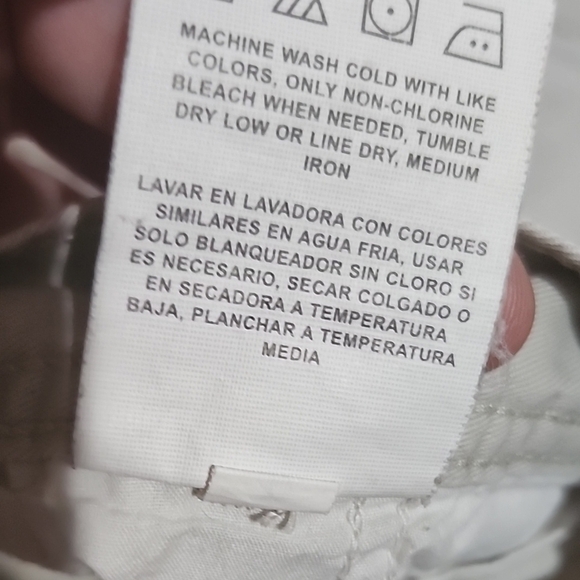 MACHINE WASH COLD WITH LIKE
COLORS, ONLY NON-CHLORINE
BLEACH WHEN NEEDED, TUMBLE
DRY LOW OR LINE DRY, MEDIUM
IRON
LAVAR EN LAVADORA CON COLORES
SIMILARES EN AGUA FRIA, USAR
SOLO BLANQUEADOR SIN CLORO SI
ES NECESARIO, SECAR COLGADO O
EN SECADORA A TEMPERATURA
BAJA, PLANCHAR A TEMPERATURA
MEDIA